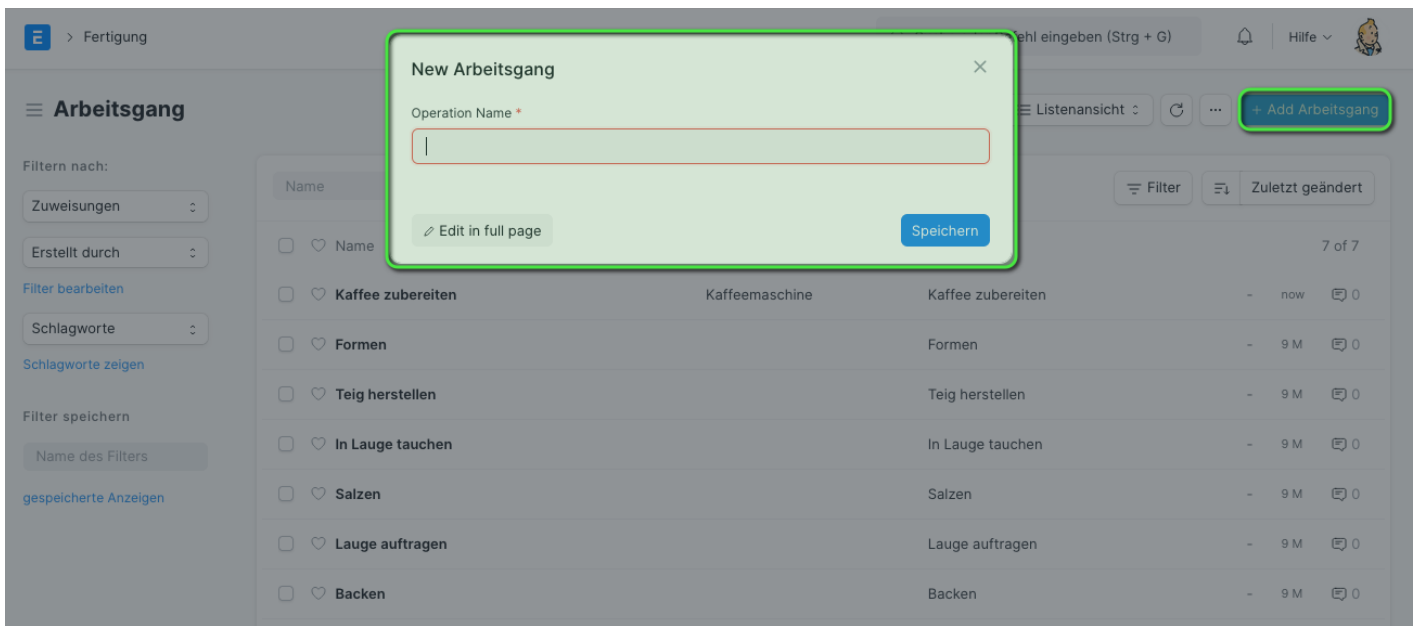 E > Fertigung
ehl eingeben (Strg + G)
Hilfe
New Arbeitsgang
Operation Name *
Edit in full page
Speichern
Arbeitsgang
Listenansicht
...
+ Add Arbeitsgang
Filtern nach:
Zuweisungen
Erstellt durch
Filter bearbeiten
Schlagworte
Schlagworte zeigen
Filter speichern
Name des Filters
gespeicherte Anzeigen
Name
Filter
Zuletzt geändert
Name
7 of 7
Kaffee zubereiten Kaffeemaschine Kaffee zubereiten - now 0
Formen Formen - 9 M 0
Teig herstellen Teig herstellen - 9 M 0
In Lauge tauchen In Lauge tauchen - 9 M 0
Salzen Salzen - 9 M 0
Lauge auftragen Lauge auftragen - 9 M 0
Backen Backen - 9 M 0